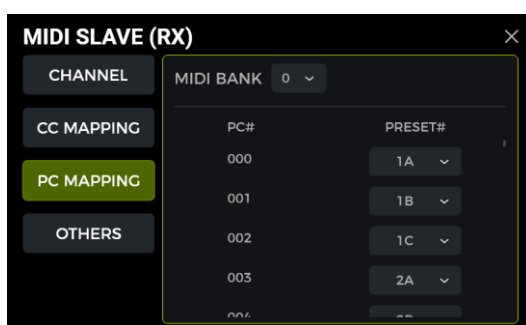 MIDI SLAVE (RX)
CHANNEL
MIDI BANK 0
CC MAPPING
PC# PRESET#
000 1A
PC MAPPING
001 1B
OTHERS
002 1C
003 2A